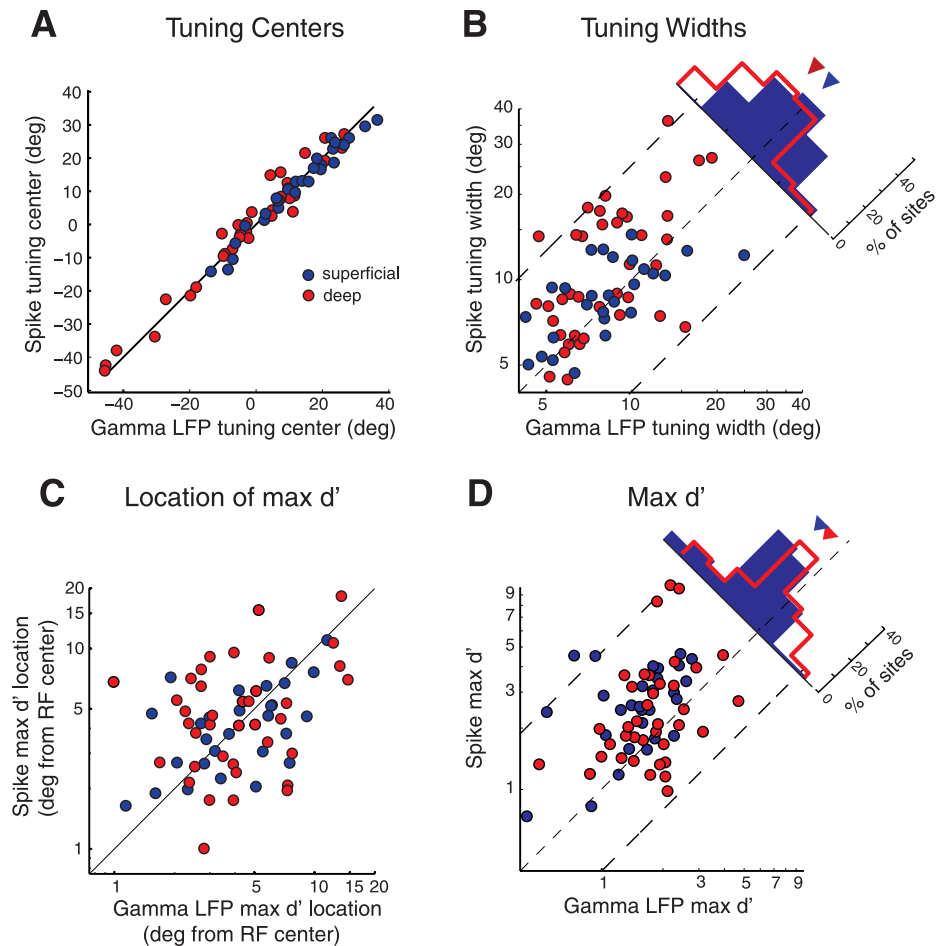 A Tuning Centers
40
30
20
10
0
−10
−20
−30
−40
−50
Spike tuning center (deg)
superficial
deep
−40 −20 0 20 40
Gamma LFP tuning center (deg)
B Tuning Widths
40
20
10
5
Spike tuning width (deg)
0 20 40
% of sites
5 10 20 30 40
Gamma LFP tuning width (deg)
C Location of max d’
20
15
10
5
1
Spike max d’ location
(deg from RF center)
1 5 10 15 20
Gamma LFP max d’ location
(deg from RF center)
D Max d’
9
7
5
3
1
Spike max d’
0 20 40
% of sites
1 3 5 7 9
Gamma LFP max d’